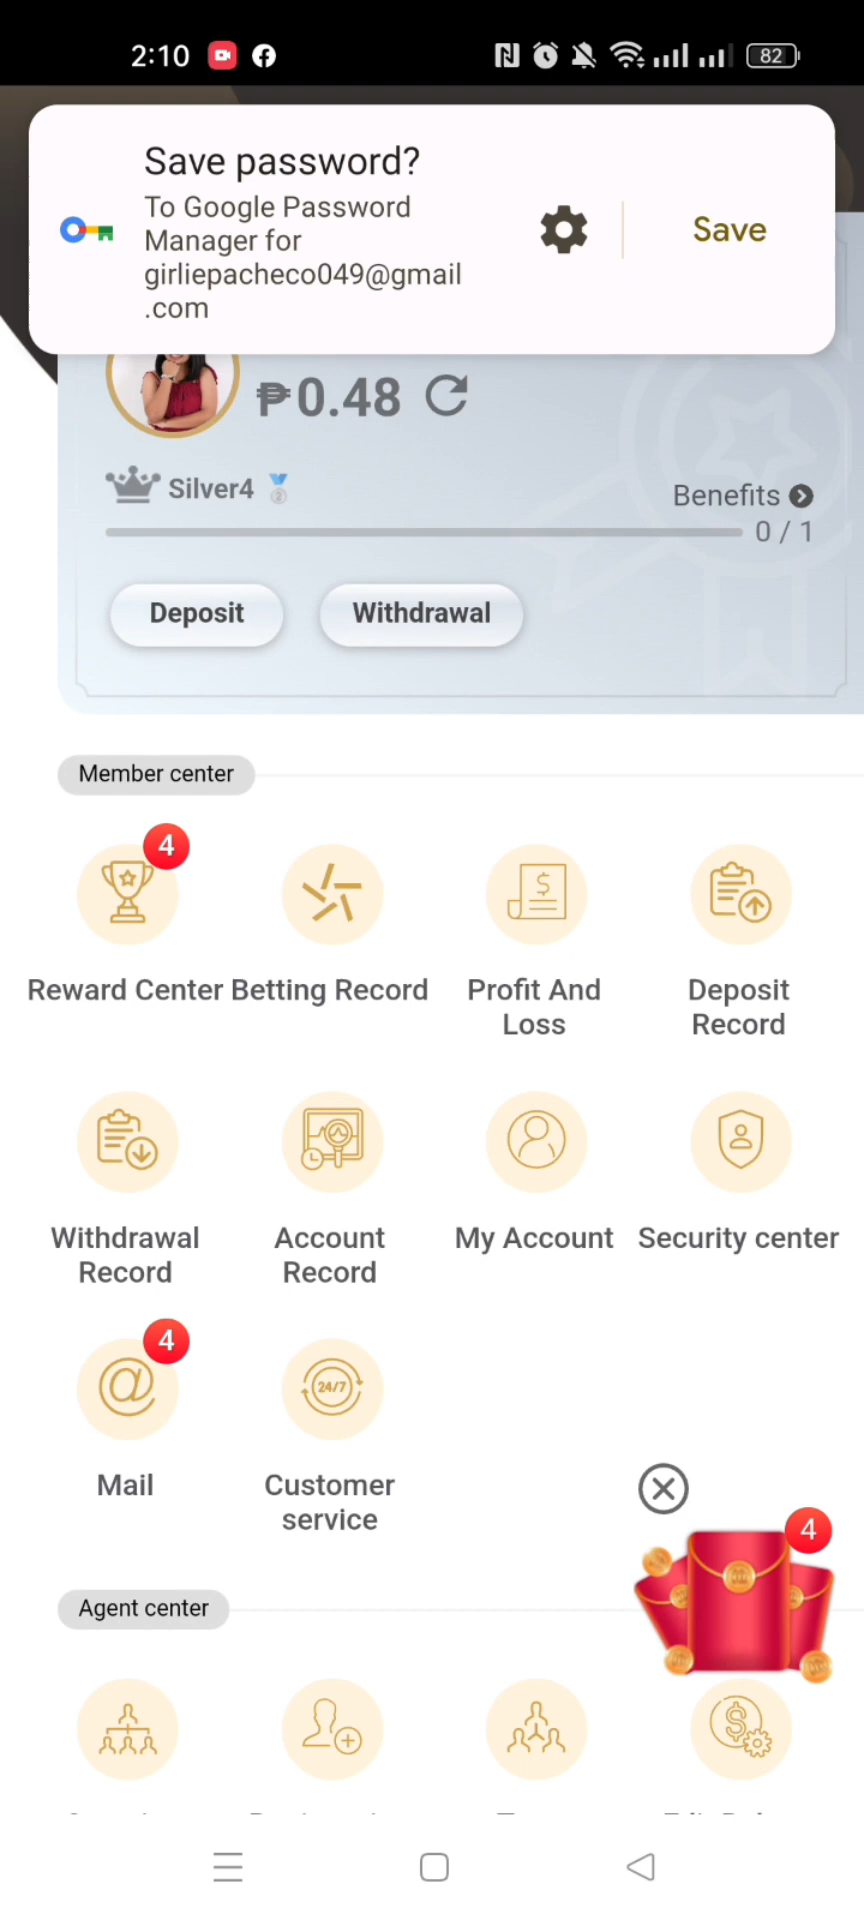 2:10
82
Save password?
To Google Password
Manager for
girliepacheco049@gmail
.com
Save
₱0.48
Silver4
2
Benefits
0 / 1
Deposit
Withdrawal
Member center
4
$
Reward Center
Betting Record
Profit And
Loss
Deposit
Record
Withdrawal
Record
Account
Record
My Account
Security center
4
@
24/7
Mail
Customer
service
4
Agent center
$